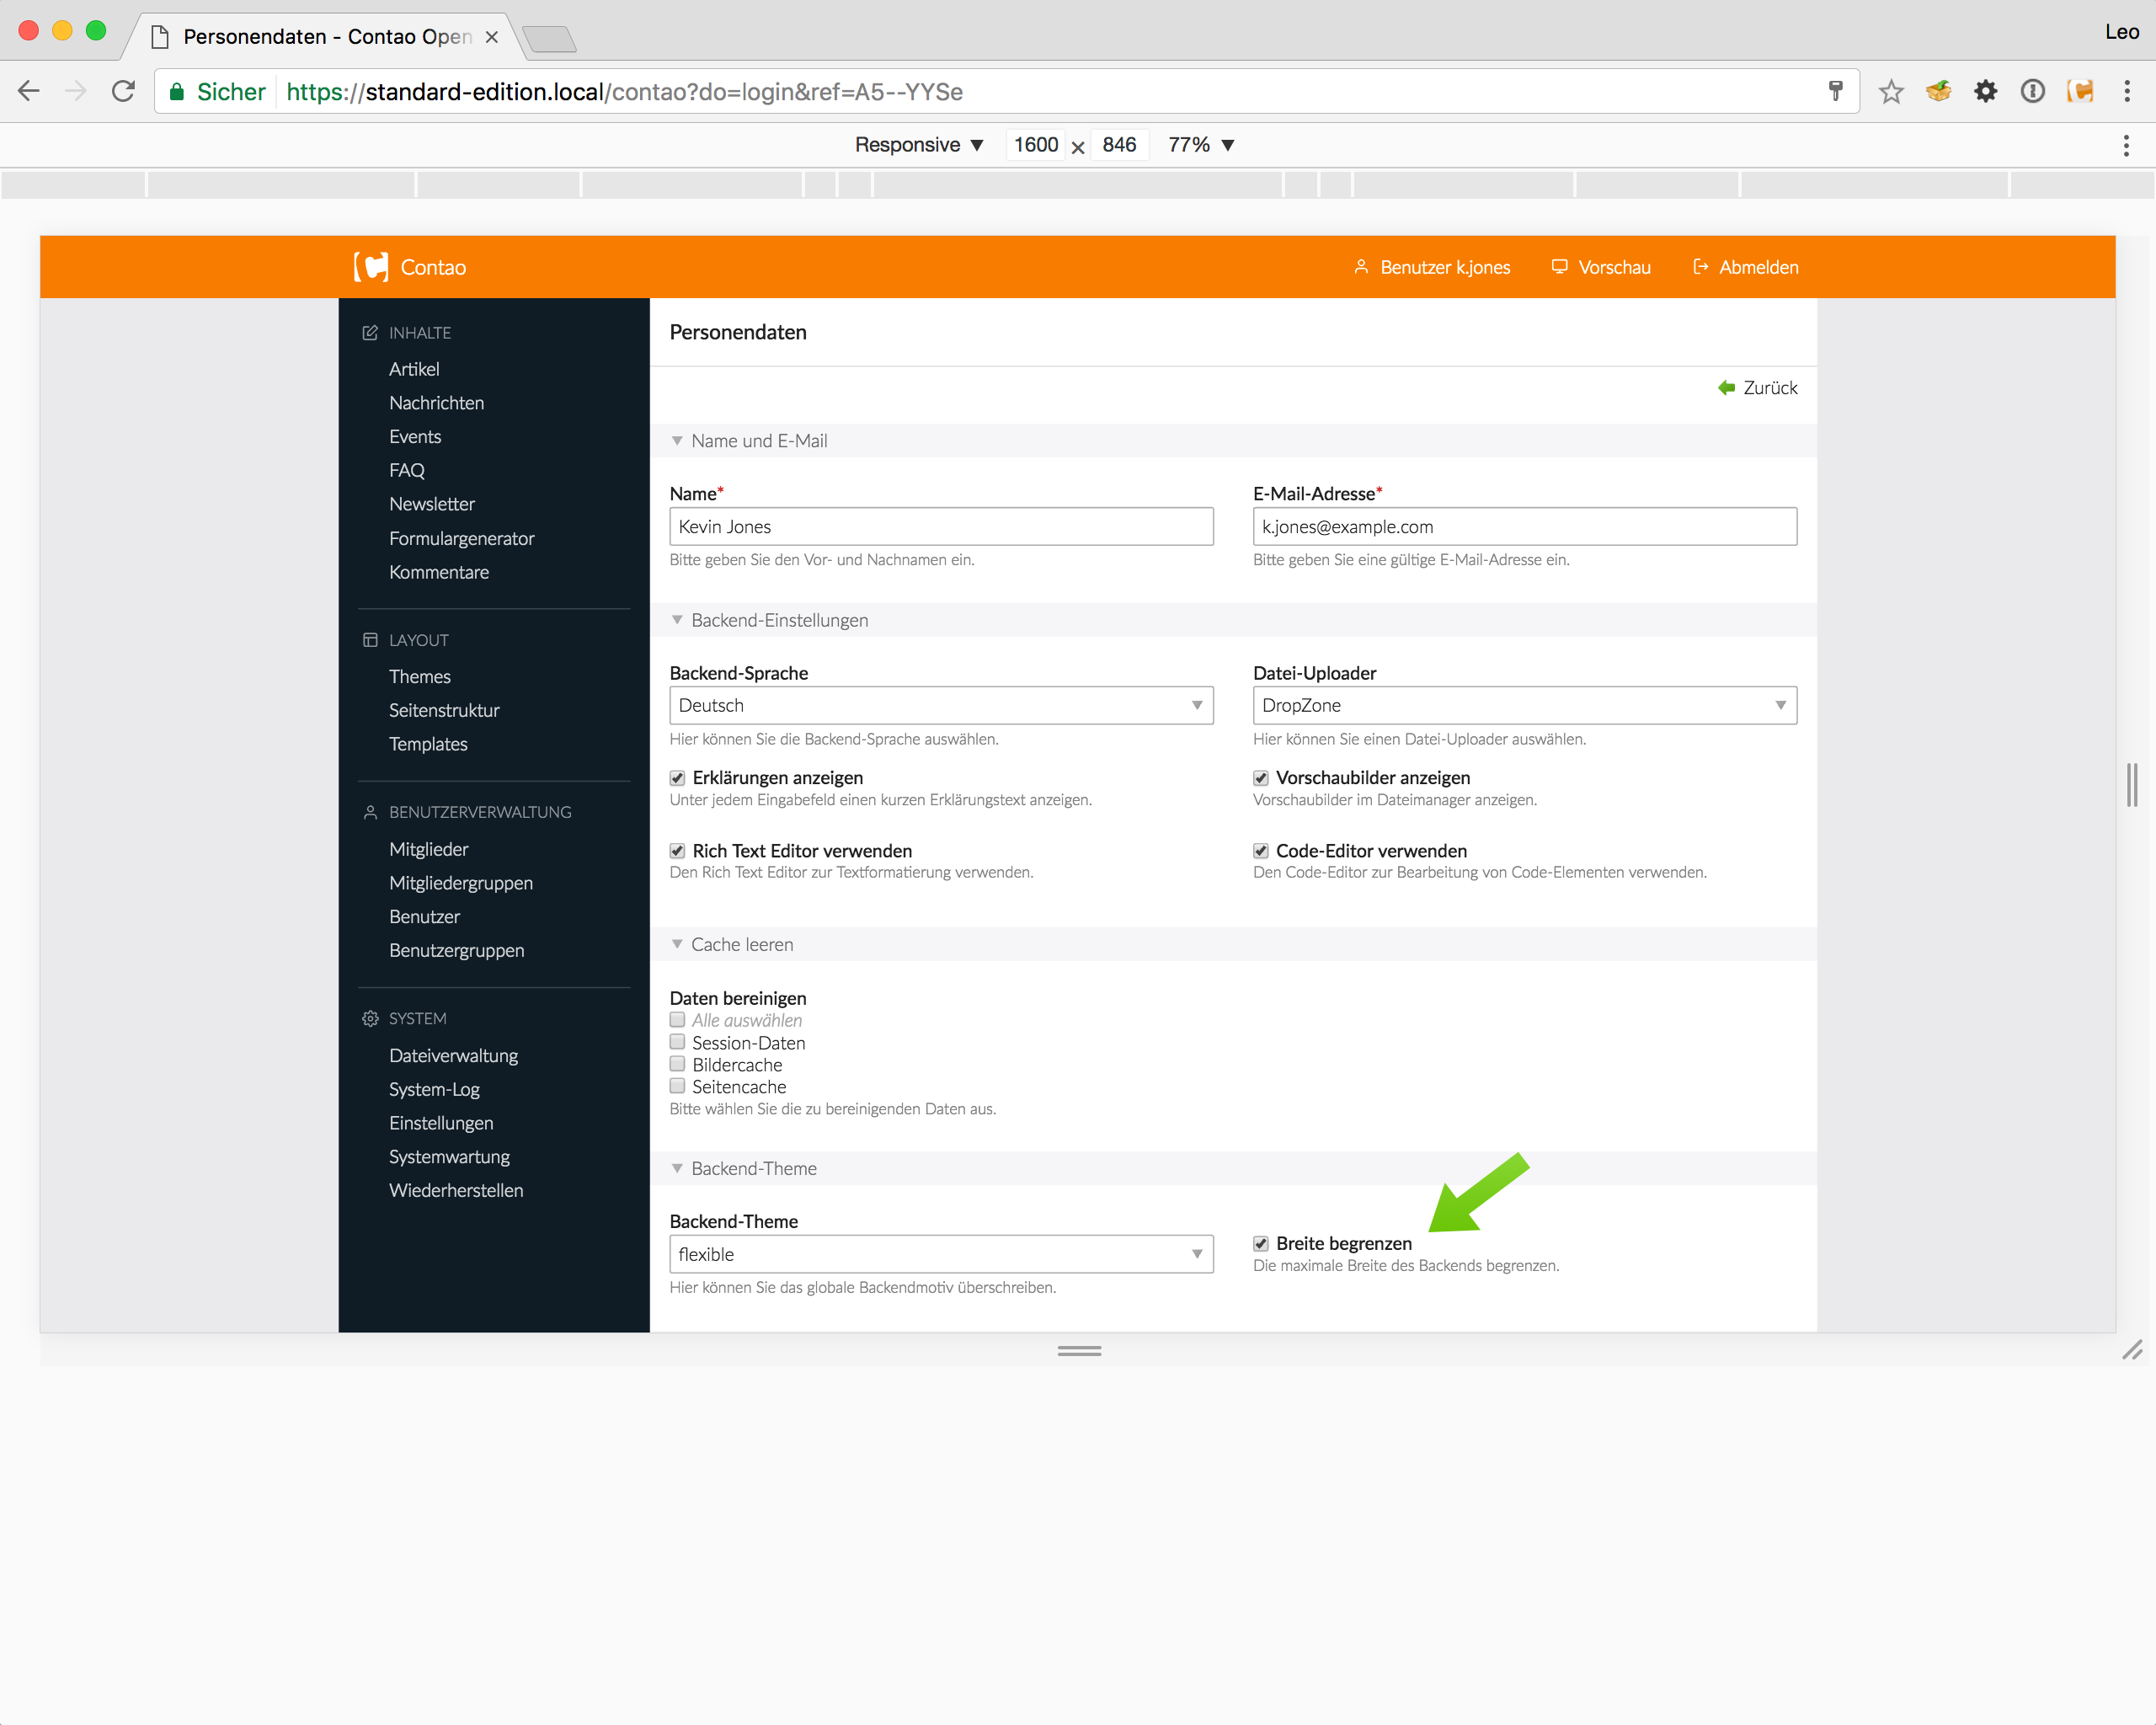 Personendaten - Contao Open
Leo
Sicher https://standard-edition.local/contao?do=login&ref=A5--YYSe
Responsive 1600 × 846 77%
Contao
Benutzer k.jones
Vorschau
Abmelden
INHALTE
Artikel
Nachrichten
Events
FAQ
Newsletter
Formulargenerator
Kommentare
LAYOUT
Themes
Seitenstruktur
Templates
BENUTZERVERWALTUNG
Mitglieder
Mitgliedergruppen
Benutzer
Benutzergruppen
SYSTEM
Dateiverwaltung
System-Log
Einstellungen
Systemwartung
Wiederherstellen
Personendaten
Zurück
Name und E-Mail
Name*
Kevin Jones
Bitte geben Sie den Vor- und Nachnamen ein.
E-Mail-Adresse*
k.jones@example.com
Bitte geben Sie eine gültige E-Mail-Adresse ein.
Backend-Einstellungen
Backend-Sprache
Deutsch
Hier können Sie die Backend-Sprache auswählen.
Datei-Uploader
DropZone
Hier können Sie einen Datei-Uploader auswählen.
Erklärungen anzeigen
Unter jedem Eingabefeld einen kurzen Erklärungstext anzeigen.
Vorschaubilder anzeigen
Vorschaubilder im Dateimanager anzeigen.
Rich Text Editor verwenden
Den Rich Text Editor zur Textformatierung verwenden.
Code-Editor verwenden
Den Code-Editor zur Bearbeitung von Code-Elementen verwenden.
Cache leeren
Daten bereinigen
Alle auswählen
Session-Daten
Bildercache
Seitencache
Bitte wählen Sie die zu bereinigenden Daten aus.
Backend-Theme
Backend-Theme
flexible
Hier können Sie das globale Backendmotiv überschreiben.
Breite begrenzen
Die maximale Breite des Backends begrenzen.